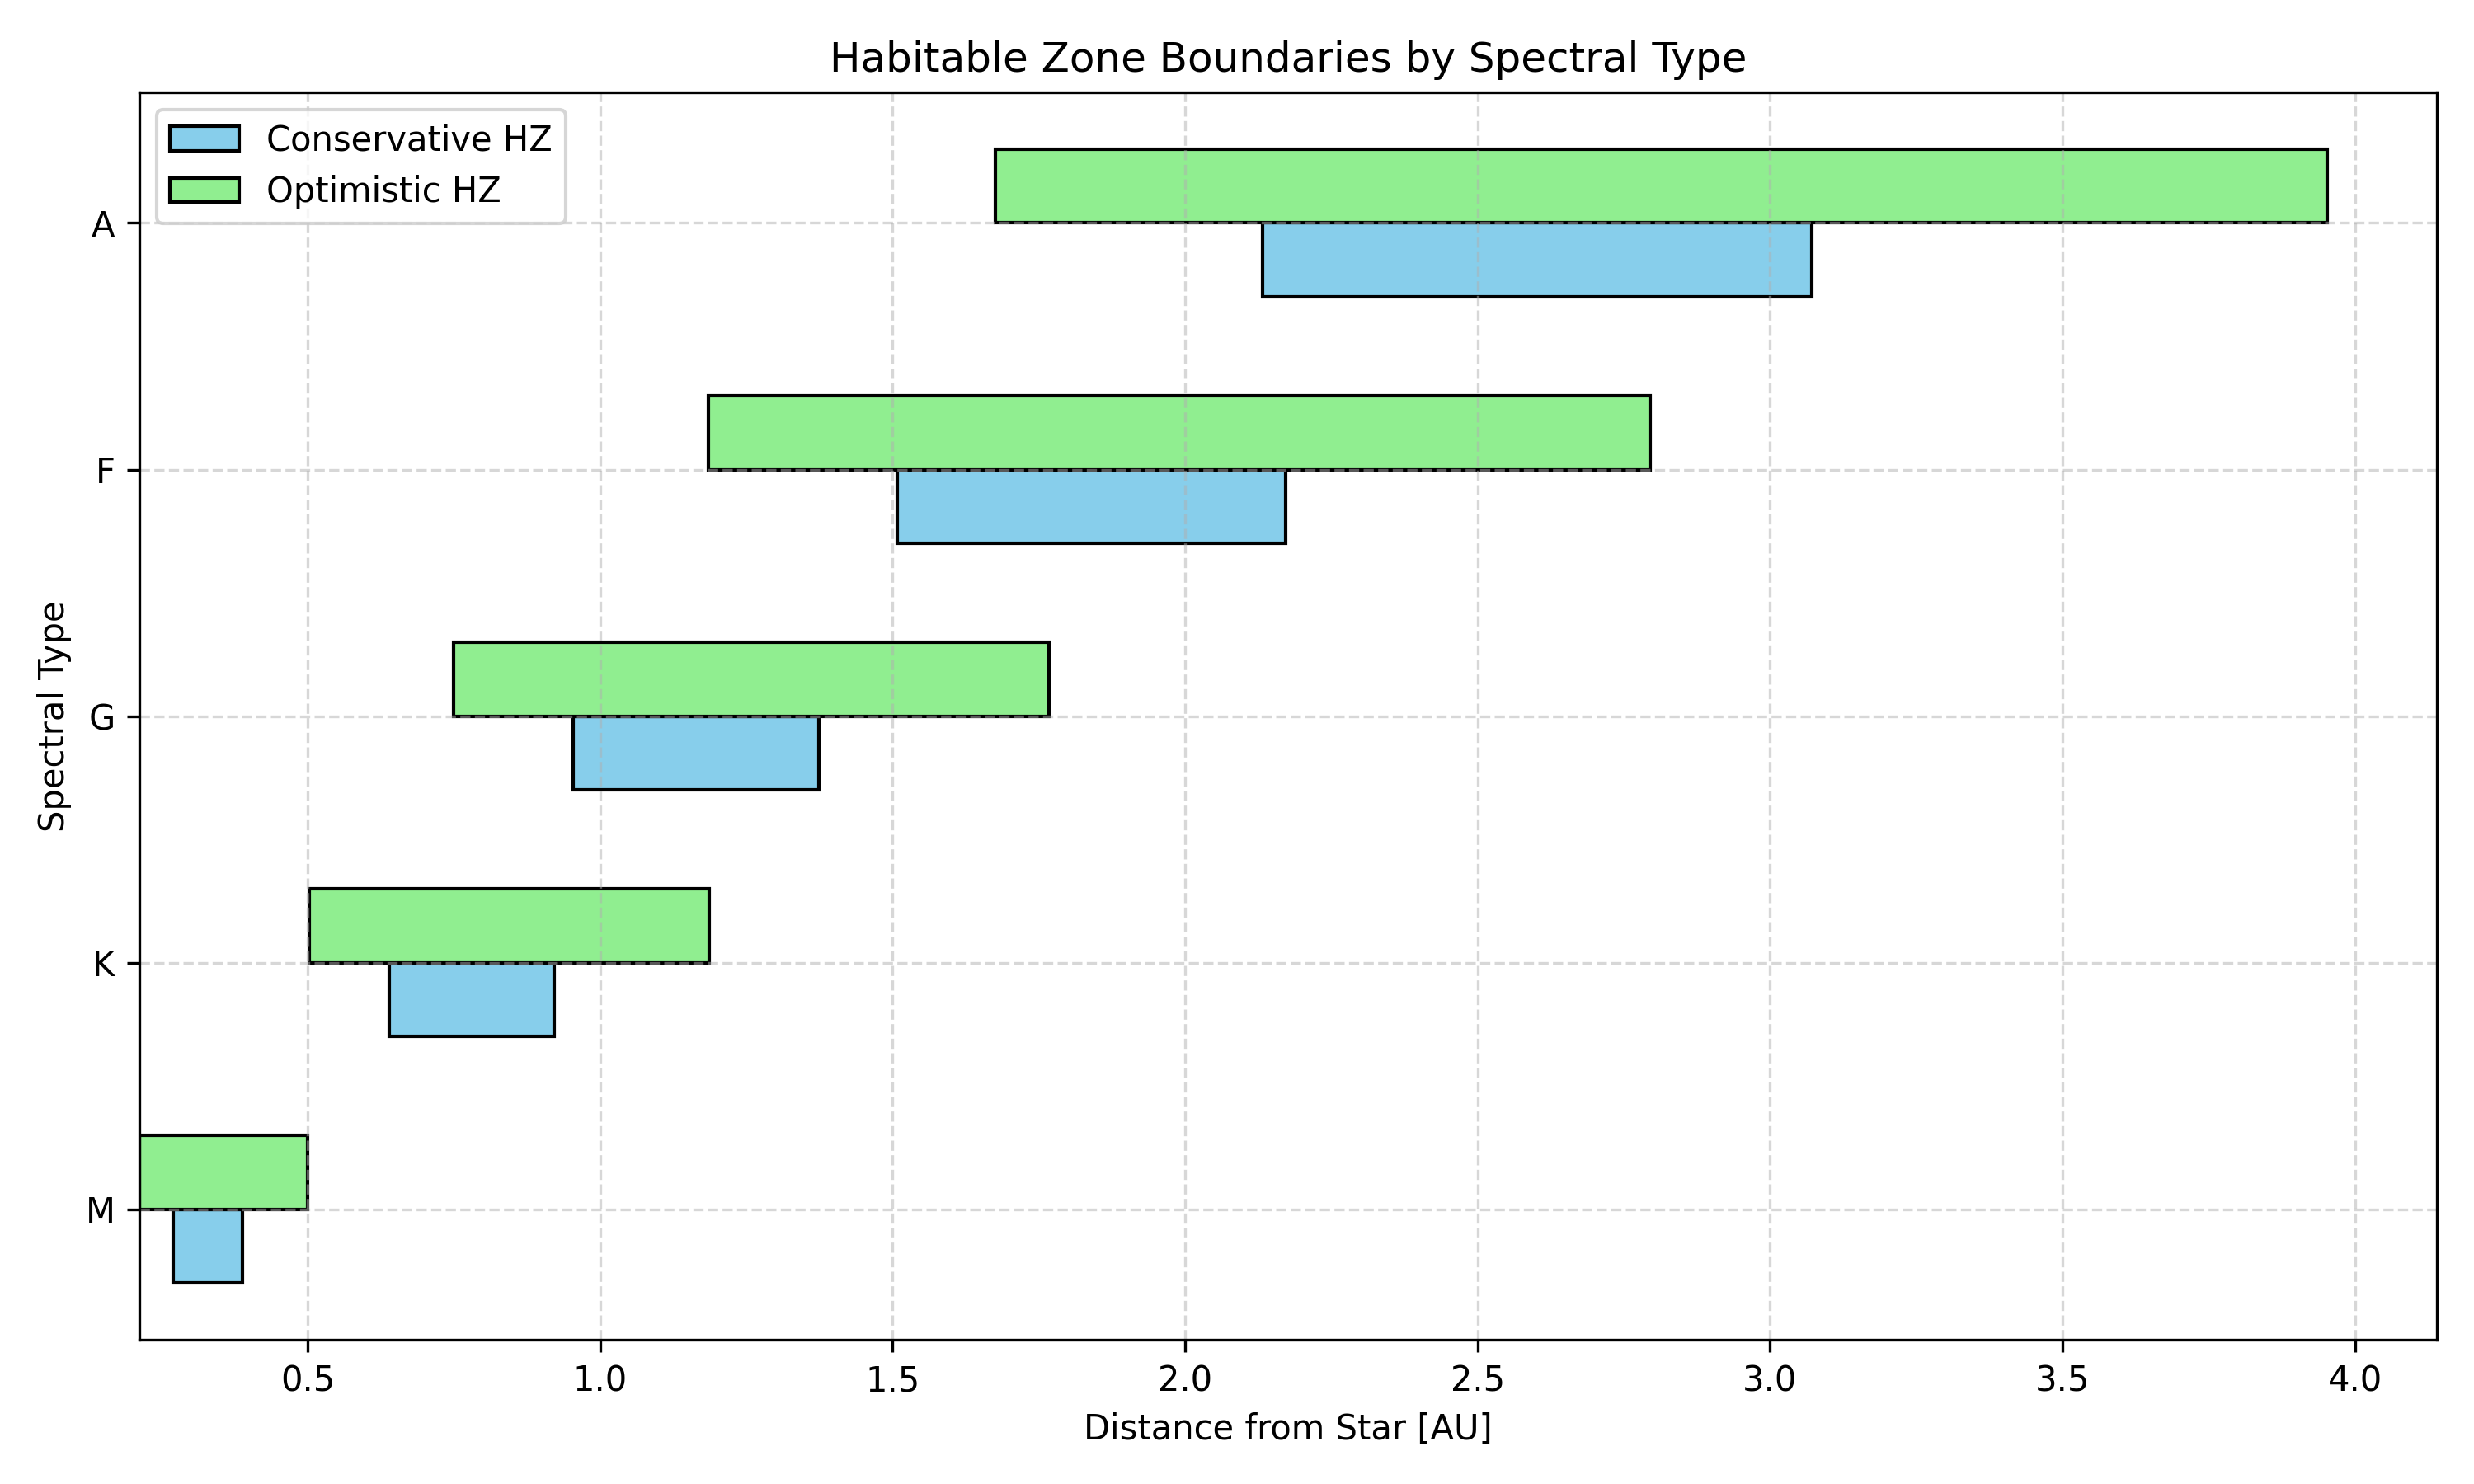 Habitable Zone Boundaries by Spectral Type
Conservative HZ
Optimistic HZ
Spectral Type
A
F
G
K
M
0.5 1.0 1.5 2.0 2.5 3.0 3.5 4.0
Distance from Star [AU]